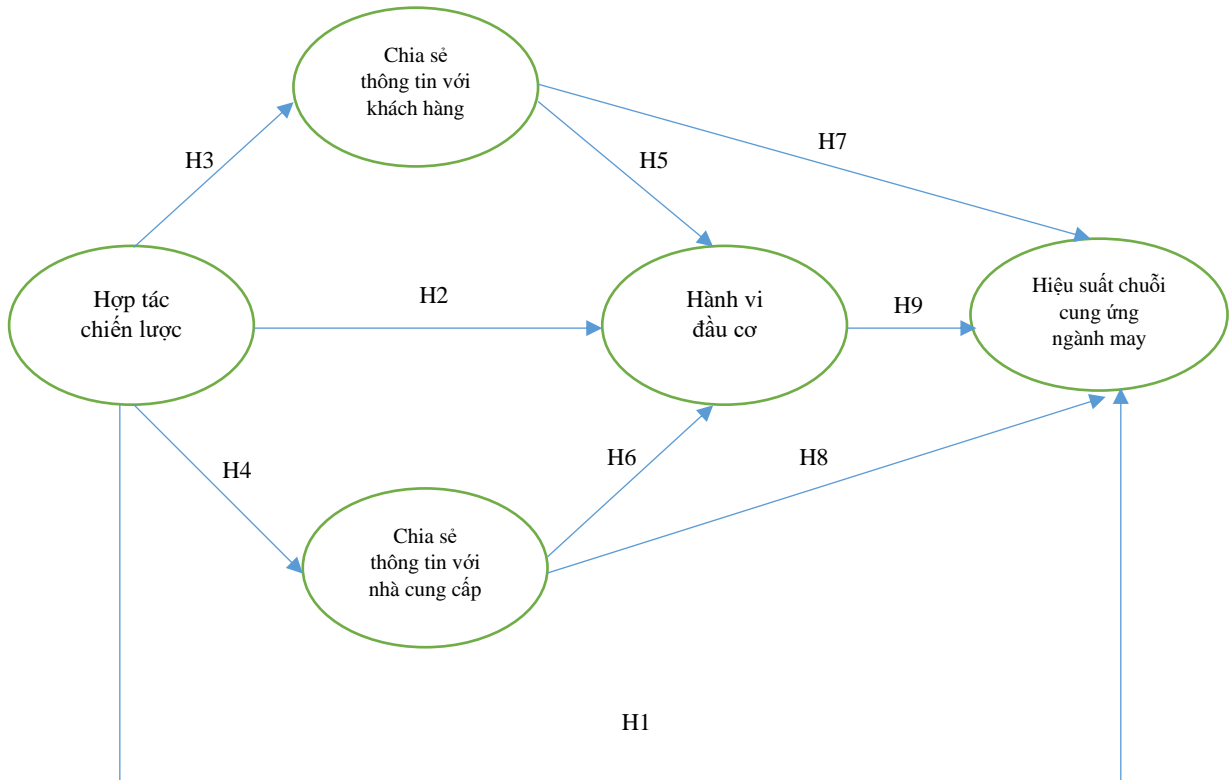 Chia sẻ
thông tin với
khách hàng
H7
H3
H5
Hợp tác
chiến lược
H2
Hành vi
đầu cơ
H9
Hiệu suất chuỗi
cung ứng
ngành may
H4
H6
H8
Chia sẻ
thông tin với
nhà cung cấp
H1